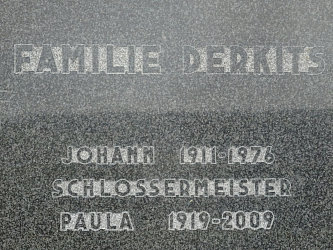 FAMILIE DERKITS
JOHANN 1911-1976
SCHLOSSERMEISTER
PAULA 1919-2009